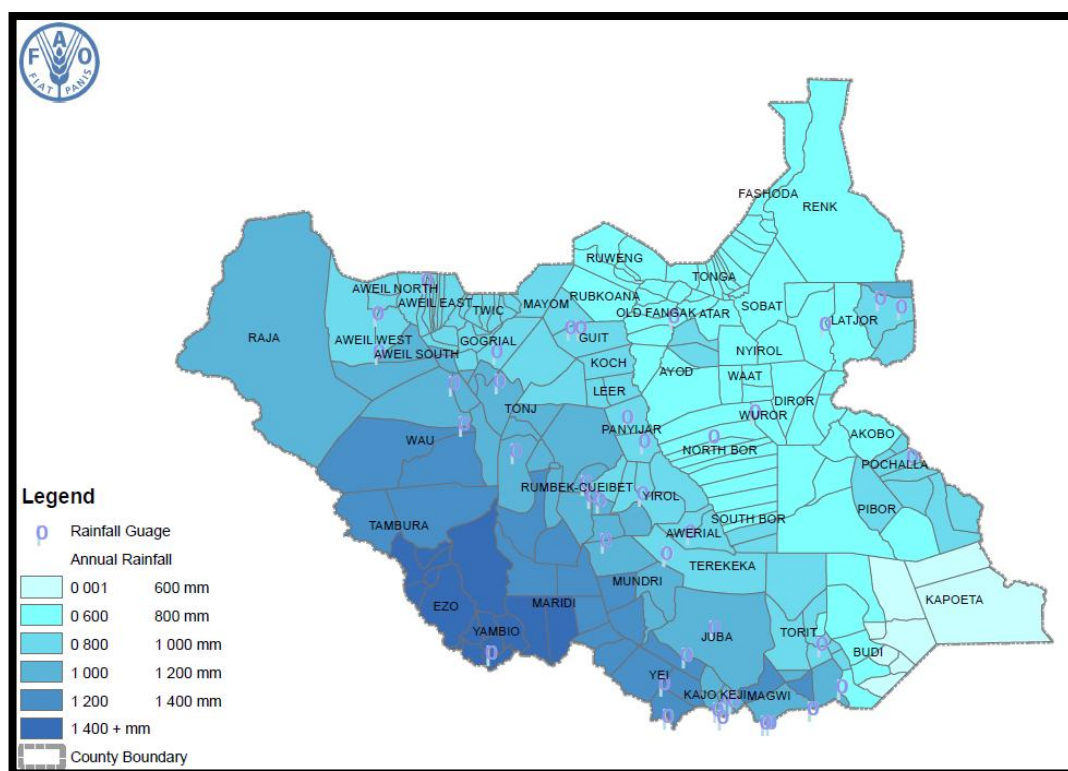 F A O
FIAT PANIS
FASHODA
RENK
RUWENG
TONGA
AWEIL NORTH
AWEIL EAST
TWIC
MAYOM
RUBKOANA
OLD FANGAK
ATAR
SOBAT
LATJOR
RAJA
AWEIL WEST
AWEIL SOUTH
GOGRIAL
GUIT
NYIROL
KOCH
AYOD
WAAT
LEER
DIROR
TONJ
WUROR
PANYIJAR
WAU
NORTH BOR
AKOBO
POCHALLA
RUMBEK-CUEIBET
YIROL
PIBOR
SOUTH BOR
TAMBURA
AWERIAL
TEREKEKA
MUNDRI
KAPOETA
EZO
MARIDI
YAMBIO
JUBA
TORIT
BUDI
YEI
KAJO KEJI
MAGWI
Legend
Rainfall Guage
Annual Rainfall
0 001 600 mm
0 600 800 mm
0 800 1 000 mm
1 000 1 200 mm
1 200 1 400 mm
1 400 + mm
County Boundary